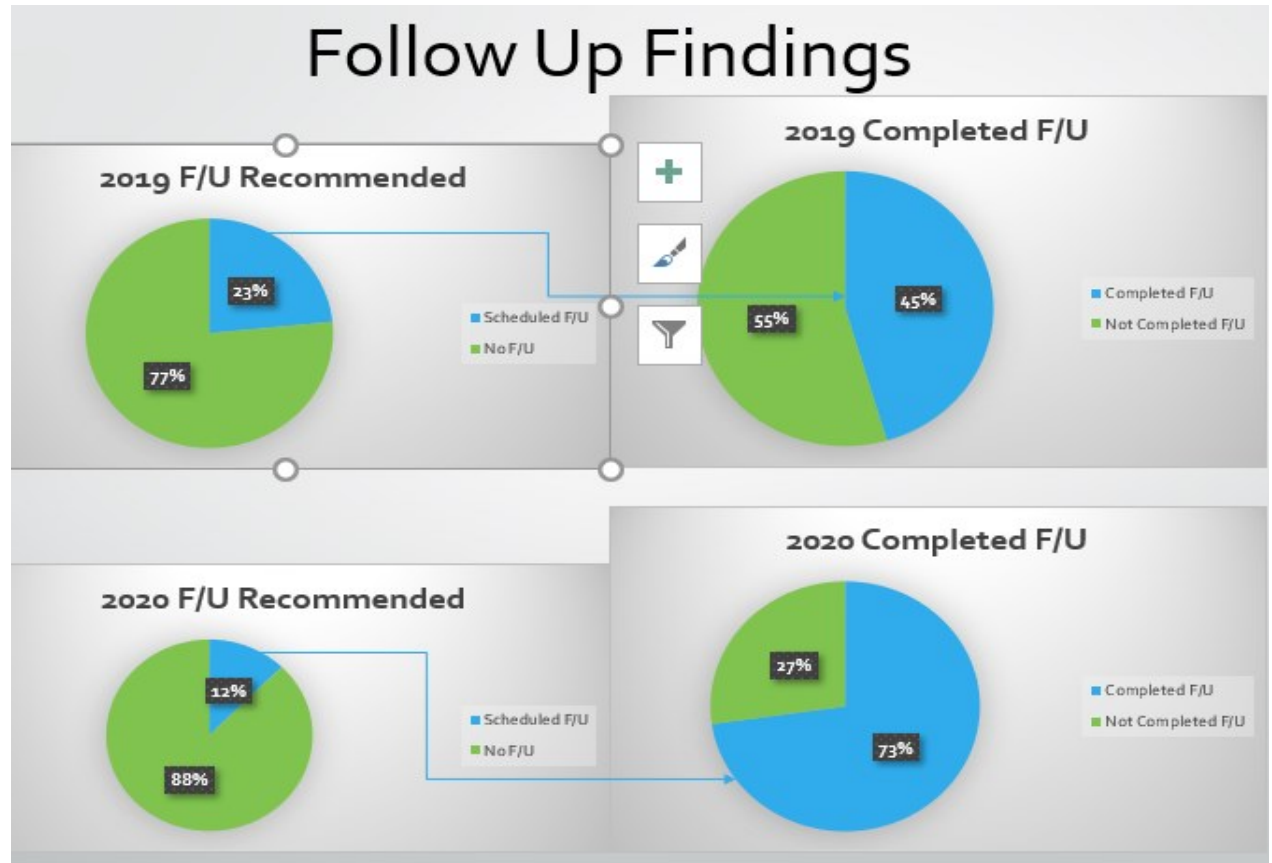 Follow Up Findings
2019 F/U Recommended
23%
77%
Scheduled F/U
No F/U
2019 Completed F/U
45%
55%
Completed F/U
Not Completed F/U
2020 F/U Recommended
12%
88%
Scheduled F/U
No F/U
2020 Completed F/U
27%
73%
Completed F/U
Not Completed F/U